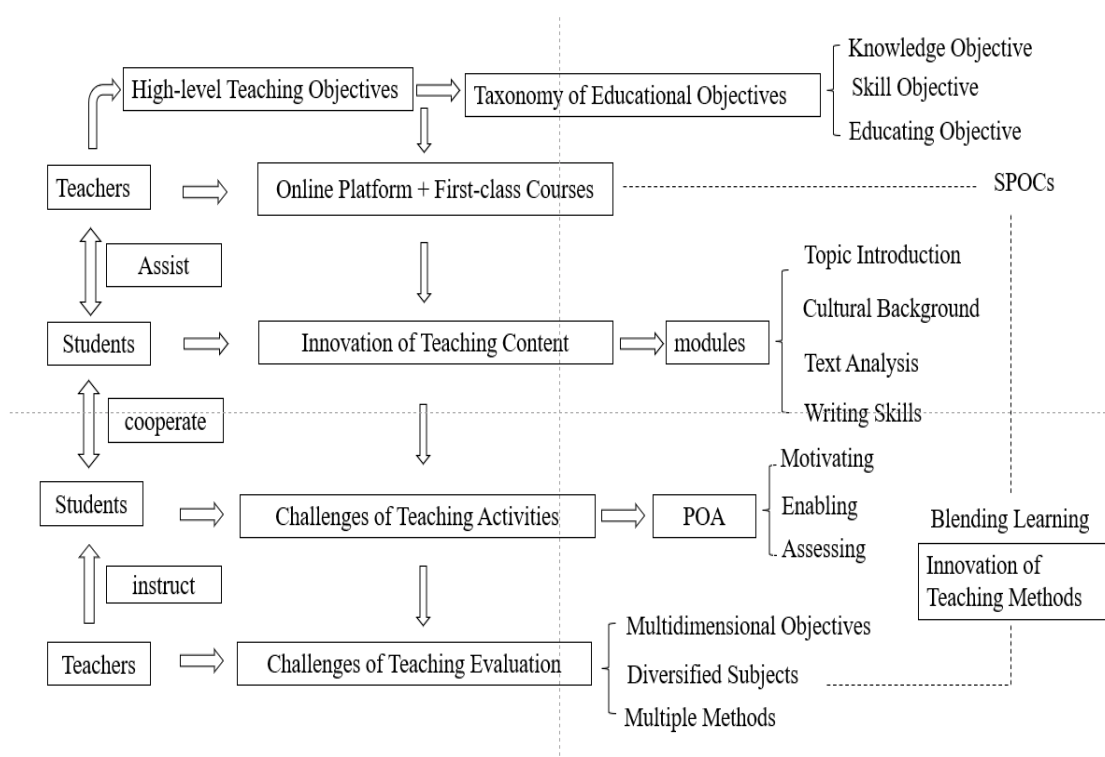 Knowledge Objective
High-level Teaching Objectives
Taxonomy of Educational Objectives
Skill Objective
Educating Objective
Teachers
Online Platform + First-class Courses
SPOCs
Assist
Topic Introduction
Cultural Background
Students
Innovation of Teaching Content
modules
Text Analysis
Writing Skills
cooperate
Motivating
Students
Challenges of Teaching Activities
POA
Enabling
Assessing
Blending Learning
Innovation of
Teaching Methods
instruct
Teachers
Challenges of Teaching Evaluation
Multidimensional Objectives
Diversified Subjects
Multiple Methods